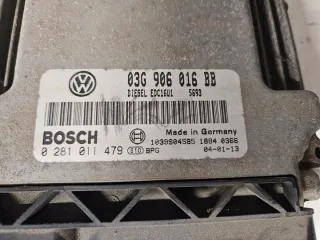 03G 906 016 BB
DIESEL EDC16U1 5693
BOSCH
Made in Germany
1039S04585 1884 0366
0 281 011 479 BPG 04-01-13